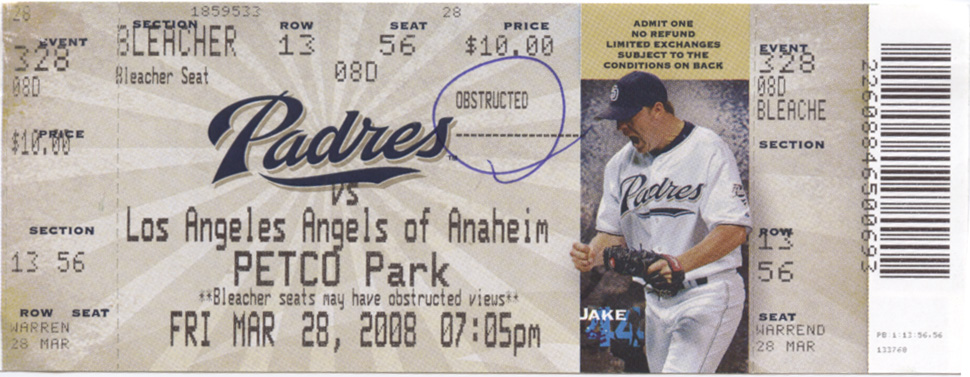 28
1859533
28
EVENT
328
08D
$10.00
PRICE
SECTION
13 56
ROW SEAT
WARREN
28 MAR
SECTION
BLEACHER
Bleacher Seat
ROW
13
SEAT
56
PRICE
$10.00
08D
OBSTRUCTED
Padres
TM
vs
Los Angeles Angels of Anaheim
PETCO Park
**Bleacher seats may have obstructed views**
FRI MAR 28, 2008 07:05pm
ADMIT ONE
NO REFUND
LIMITED EXCHANGES
SUBJECT TO THE
CONDITIONS ON BACK
Padres
JAKE
EVENT
328
08D
BLEACHE
SECTION
ROW
13
56
SEAT
WARREND
28 MAR
22608846500693
PB:1:13:56.56
133768